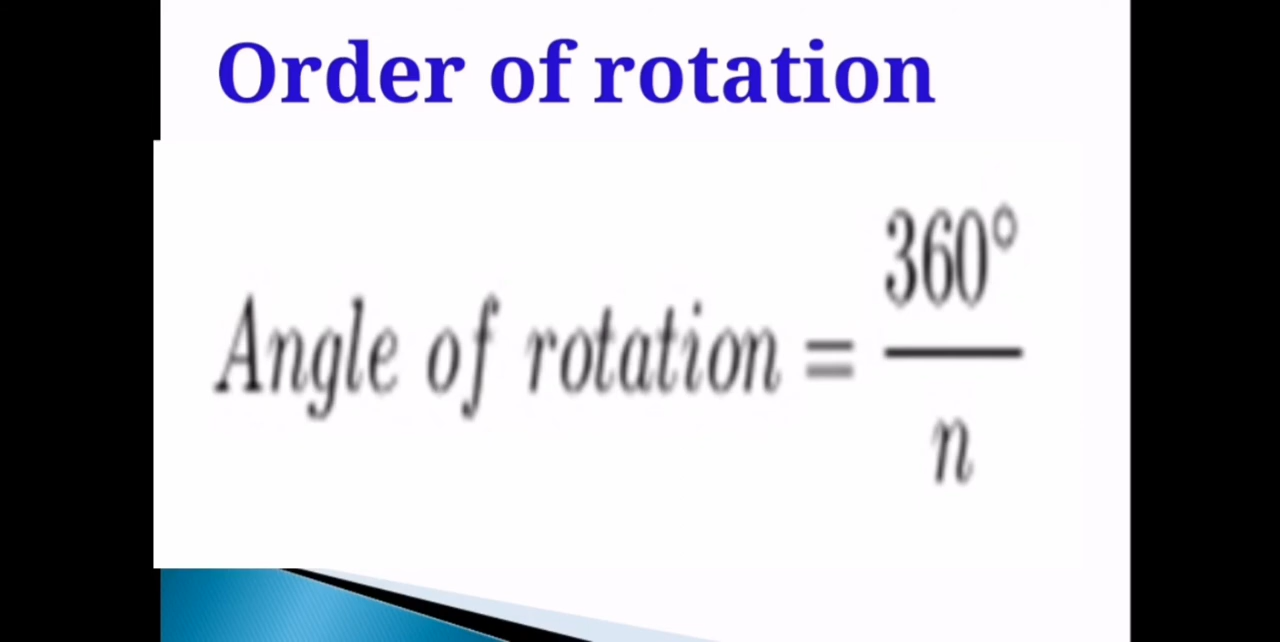 Order of rotation
Angle of rotation = 360°
n